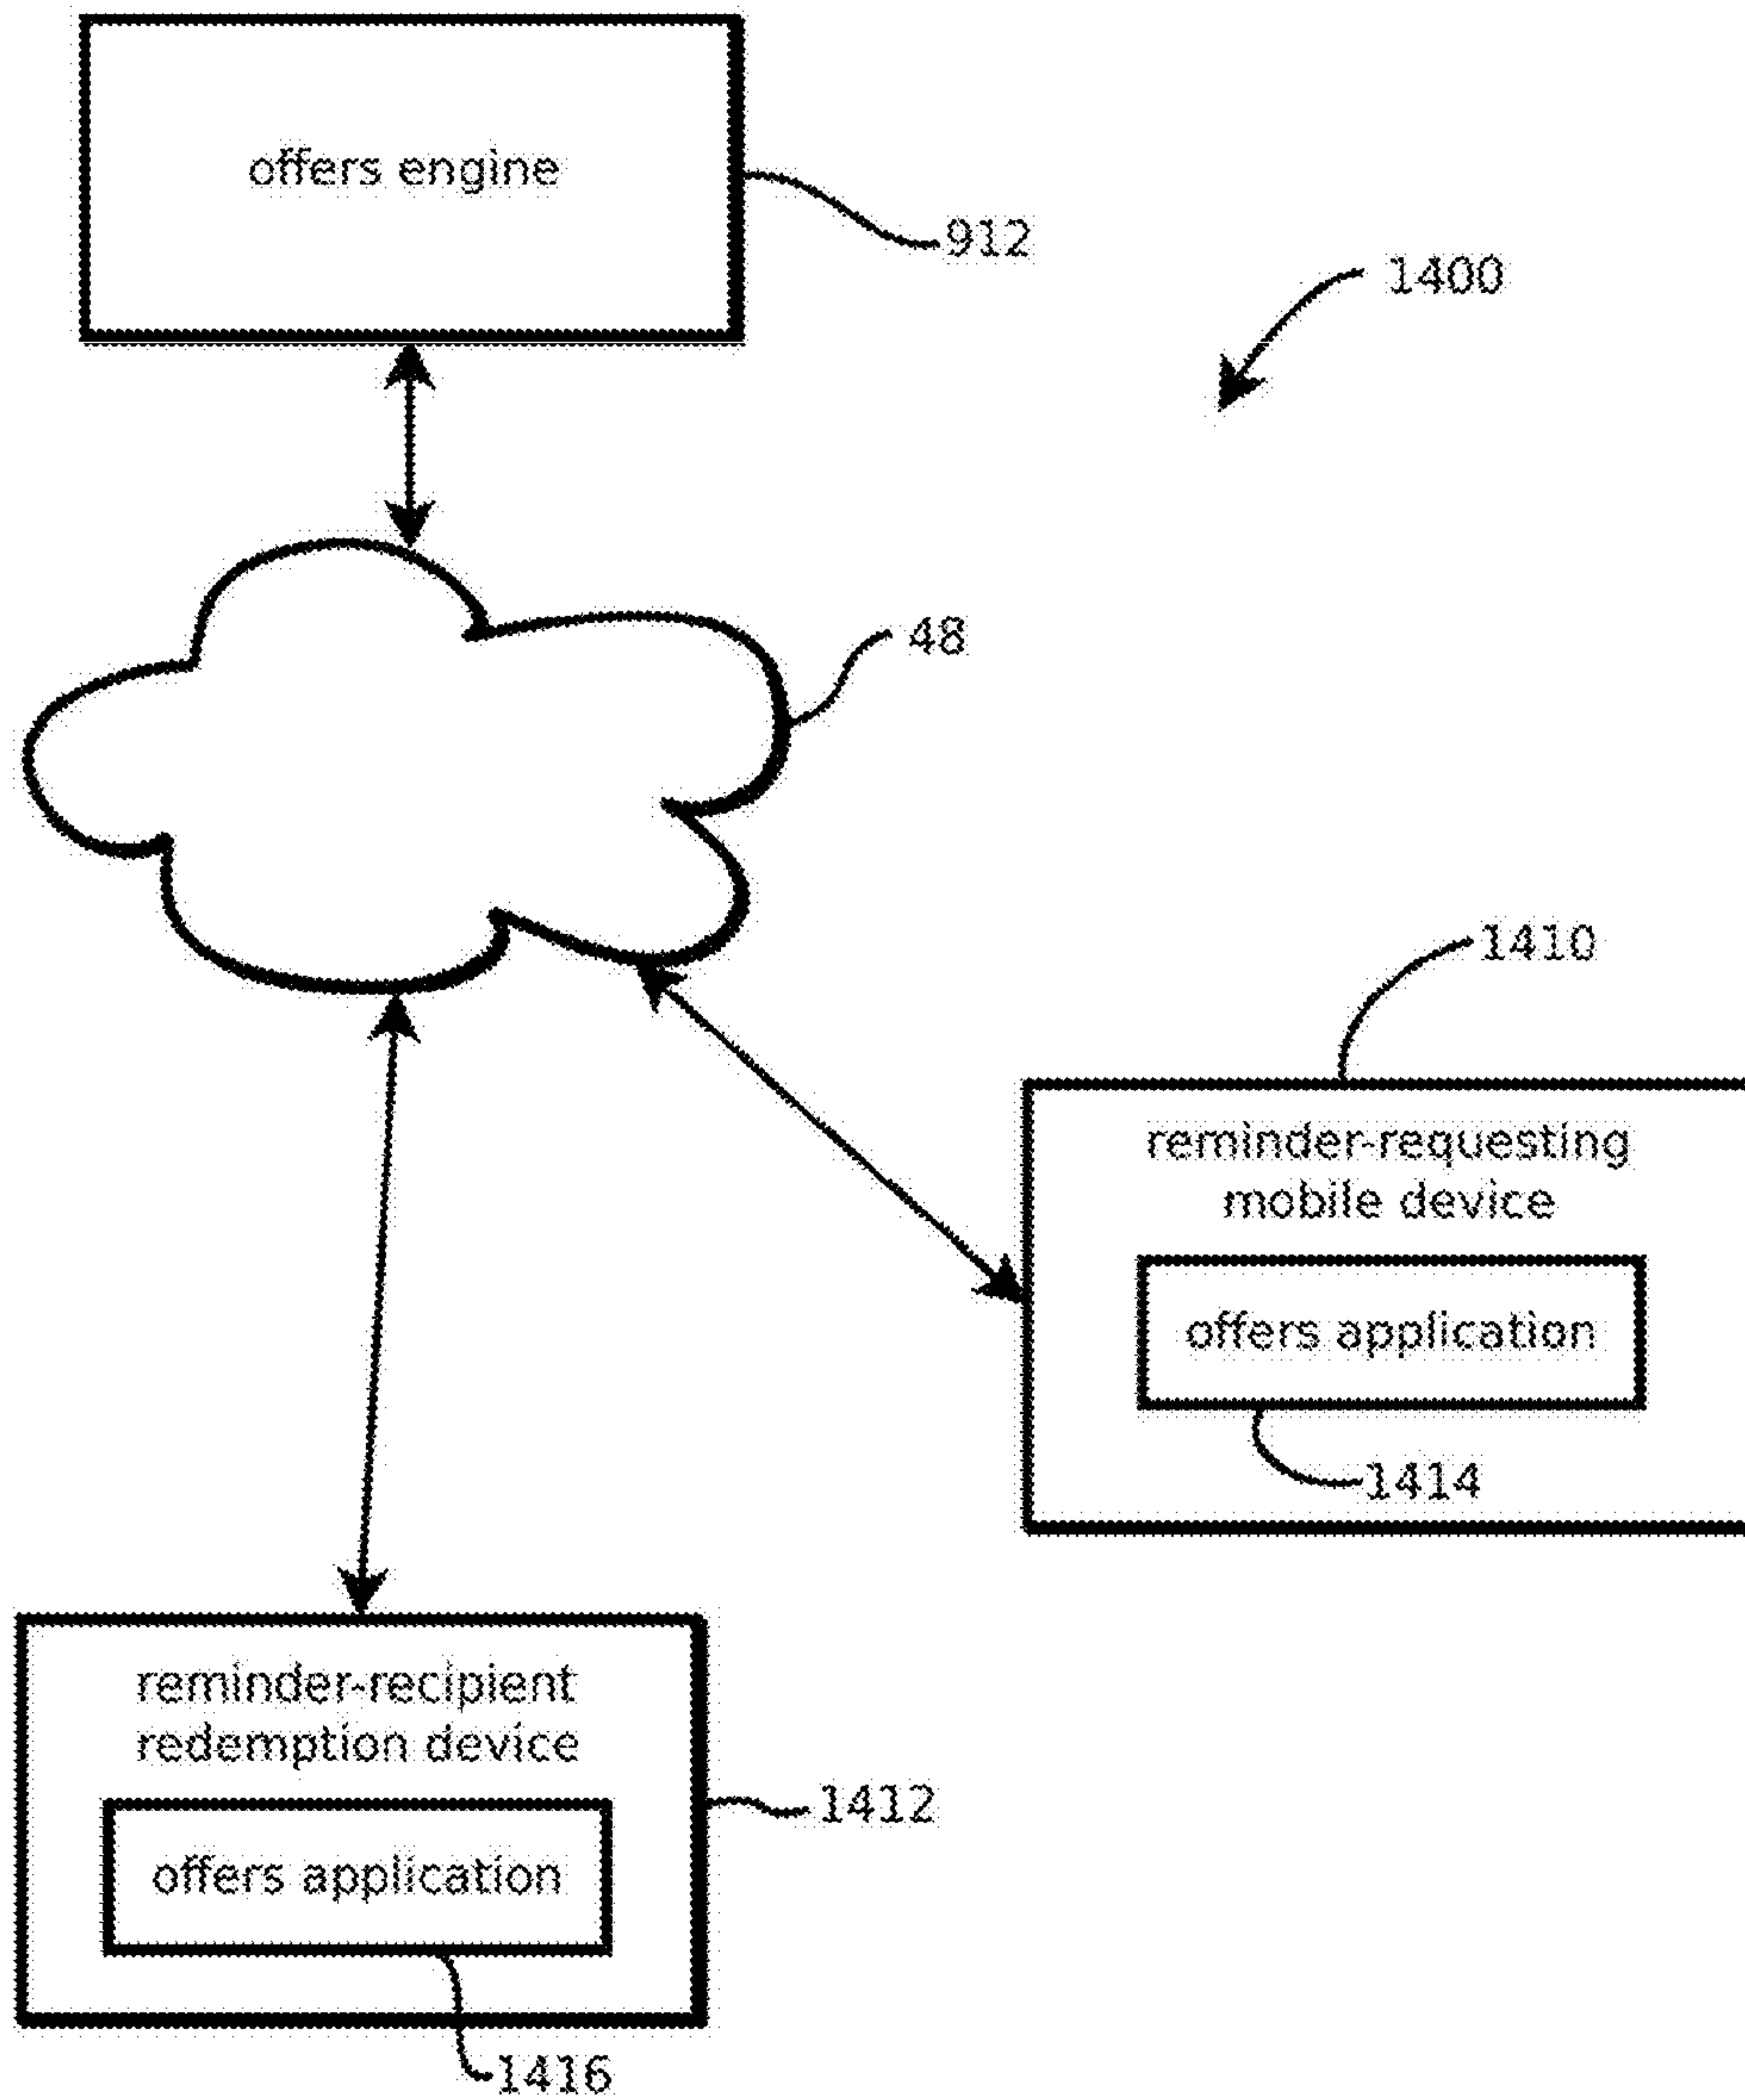 offers engine
912
1400
48
1410
reminder-requesting
mobile device
offers application
1414
reminder-recipient
redemption device
1412
offers application
1416